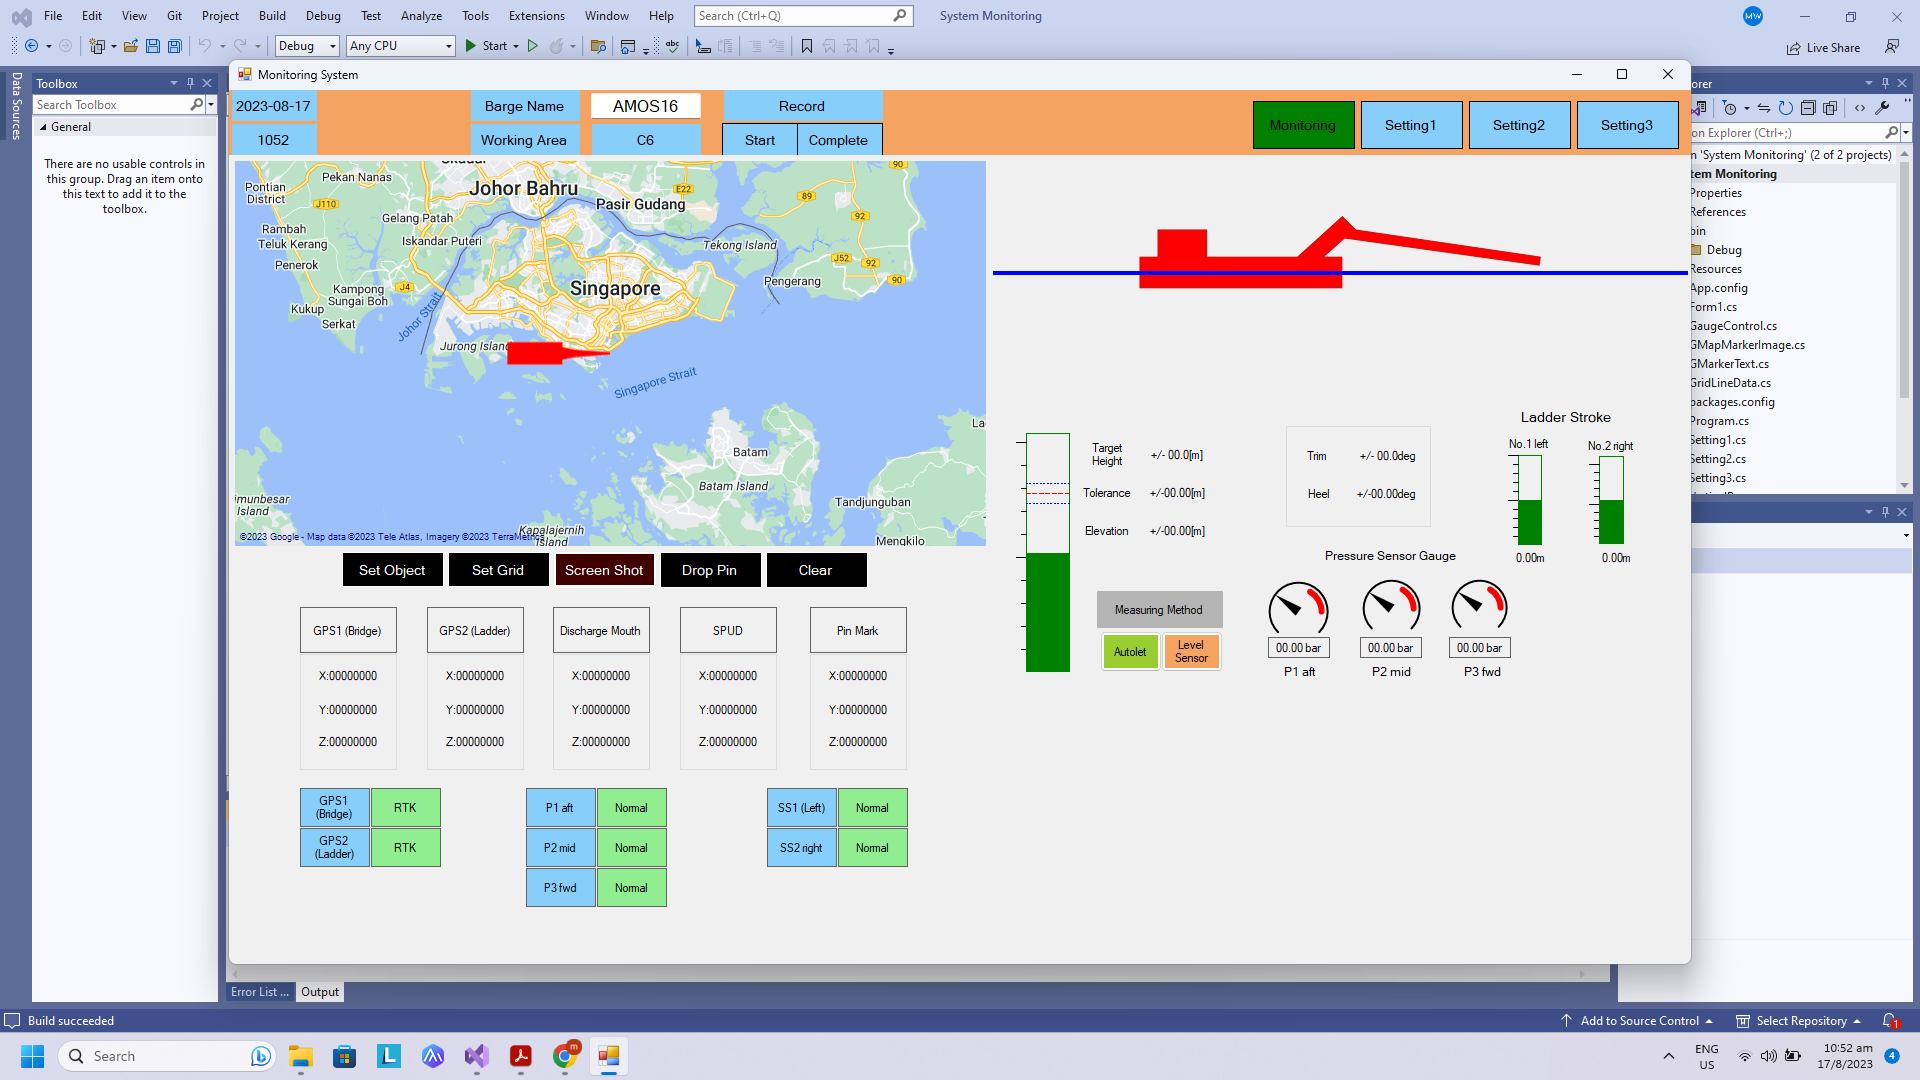 File Edit View Git Project Build Debug Test Analyze Tools Extensions Window Help Search (Ctrl+Q) System Monitoring MW
Debug Any CPU Start Live Share
Data Sources
Toolbox
Search Toolbox
General
There are no usable controls in
this group. Drag an item onto
this text to add it to the
toolbox.
Monitoring System
2023-08-17 Barge Name AMOS16 Record
1052 Working Area C6 Start Complete
Monitoring Setting1 Setting2 Setting3
Pontian
District
Pekan Nanas
J110
Johor Bahru
E22
Pasir Gudang
89
90
92
Gelang Patah
Rambah
Teluk Kerang
Iskandar Puteri
Tekong Island
J52
92
90
Penerok
Pengerang
Kampong
Sungai Boh
J4
Singapore
Kukup
Serkat
Johor Strait
Jurong Island
Singapore Strait
Batam
Batam Island
Tandjunguban
Kapalajernih
Island
Mengkilo
©2023 Google - Map data ©2023 Tele Atlas, Imagery ©2023 TerraMetrics
Set Object Set Grid Screen Shot Drop Pin Clear
GPS1 (Bridge) GPS2 (Ladder) Discharge Mouth SPUD Pin Mark
X:00000000 X:00000000 X:00000000 X:00000000 X:00000000
Y:00000000 Y:00000000 Y:00000000 Y:00000000 Y:00000000
Z:00000000 Z:00000000 Z:00000000 Z:00000000 Z:00000000
GPS1
(Bridge)
RTK
P1 aft Normal
SS1 (Left) Normal
GPS2
(Ladder)
RTK
P2 mid Normal
SS2 right Normal
P3 fwd Normal
Target
Height
+/- 00.0[m]
Tolerance +/-00.00[m]
Elevation +/-00.00[m]
Trim +/- 00.0deg
Heel +/-00.00deg
Ladder Stroke
No.1 left No.2 right
0.00m 0.00m
Pressure Sensor Gauge
00.00 bar 00.00 bar 00.00 bar
P1 aft P2 mid P3 fwd
Measuring Method
Autolet
Level
Sensor
orer
on Explorer (Ctrl+;)
n 'System Monitoring' (2 of 2 projects)
tem Monitoring
Properties
References
bin
Debug
Resources
App.config
Form1.cs
GaugeControl.cs
GMapMarkerImage.cs
GMarkerText.cs
GridLineData.cs
packages.config
Program.cs
Setting1.cs
Setting2.cs
Setting3.cs
Error List ... Output
Build succeeded
Add to Source Control Select Repository 1
Search
m
ENG
US
10:52 am
17/8/2023
4